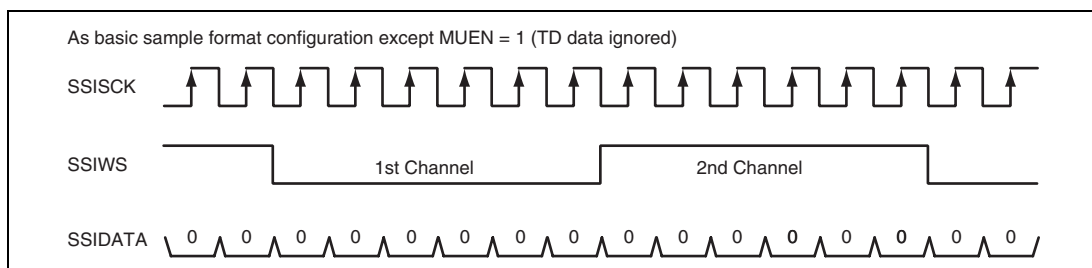 As basic sample format configuration except MUEN = 1 (TD data ignored)
SSISCK
SSIWS
1st Channel
2nd Channel
SSIDATA 0 0 0 0 0 0 0 0 0 0 0 0 0 0 0 0